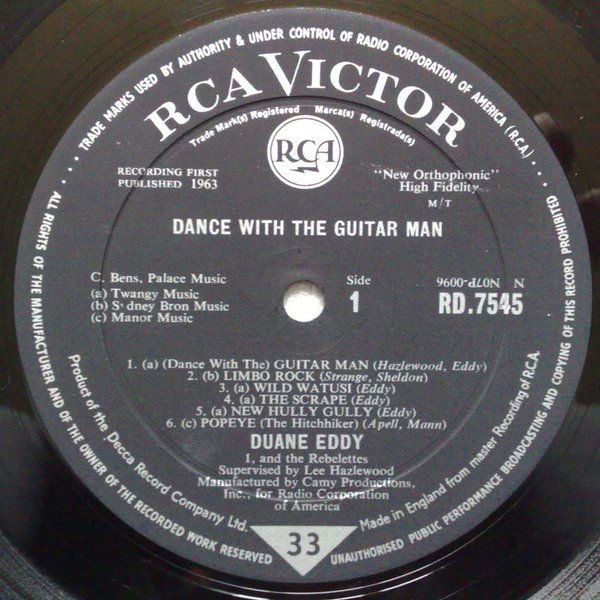 TRADE MARKS USED BY AUTHORITY & UNDER CONTROL OF RADIO CORPORATION OF AMERICA (R.C.A.)
RCA VICTOR
Trade Mark(s) Registered Marca(s) Registrada(s)
RCA
RECORDING FIRST
PUBLISHED 1963
"New Orthophonic"
High Fidelity
M/T
DANCE WITH THE GUITAR MAN
C. Bens. Palace Music
(a) Twangy Music
(b) Sydney Bron Music
(c) Manor Music
Side
1
N N07P-0096
RD.7545
1. (a) (Dance With The) GUITAR MAN (Hazlewood, Eddy)
2. (b) LIMBO ROCK (Strange, Sheldon)
3. (a) WILD WATUSI (Eddy)
4. (a) THE SCRAPE (Eddy)
5. (a) NEW HULLY GULLY (Eddy)
6. (c) POPEYE (The Hitchhiker) (Apell, Mann)
DUANE EDDY
1, and the Rebelettes
Supervised by Lee Hazlewood
Manufactured by Camy Productions,
Inc., for Radio Corporation
of America
Product of the Decca Record Company Ltd.
Made in England from master Recording of R.C.A.
33
ALL RIGHTS OF THE MANUFACTURER AND OF THE OWNER OF THE RECORDED WORK RESERVED
UNAUTHORISED PUBLIC PERFORMANCE BROADCASTING AND COPYING OF THIS RECORD PROHIBITED